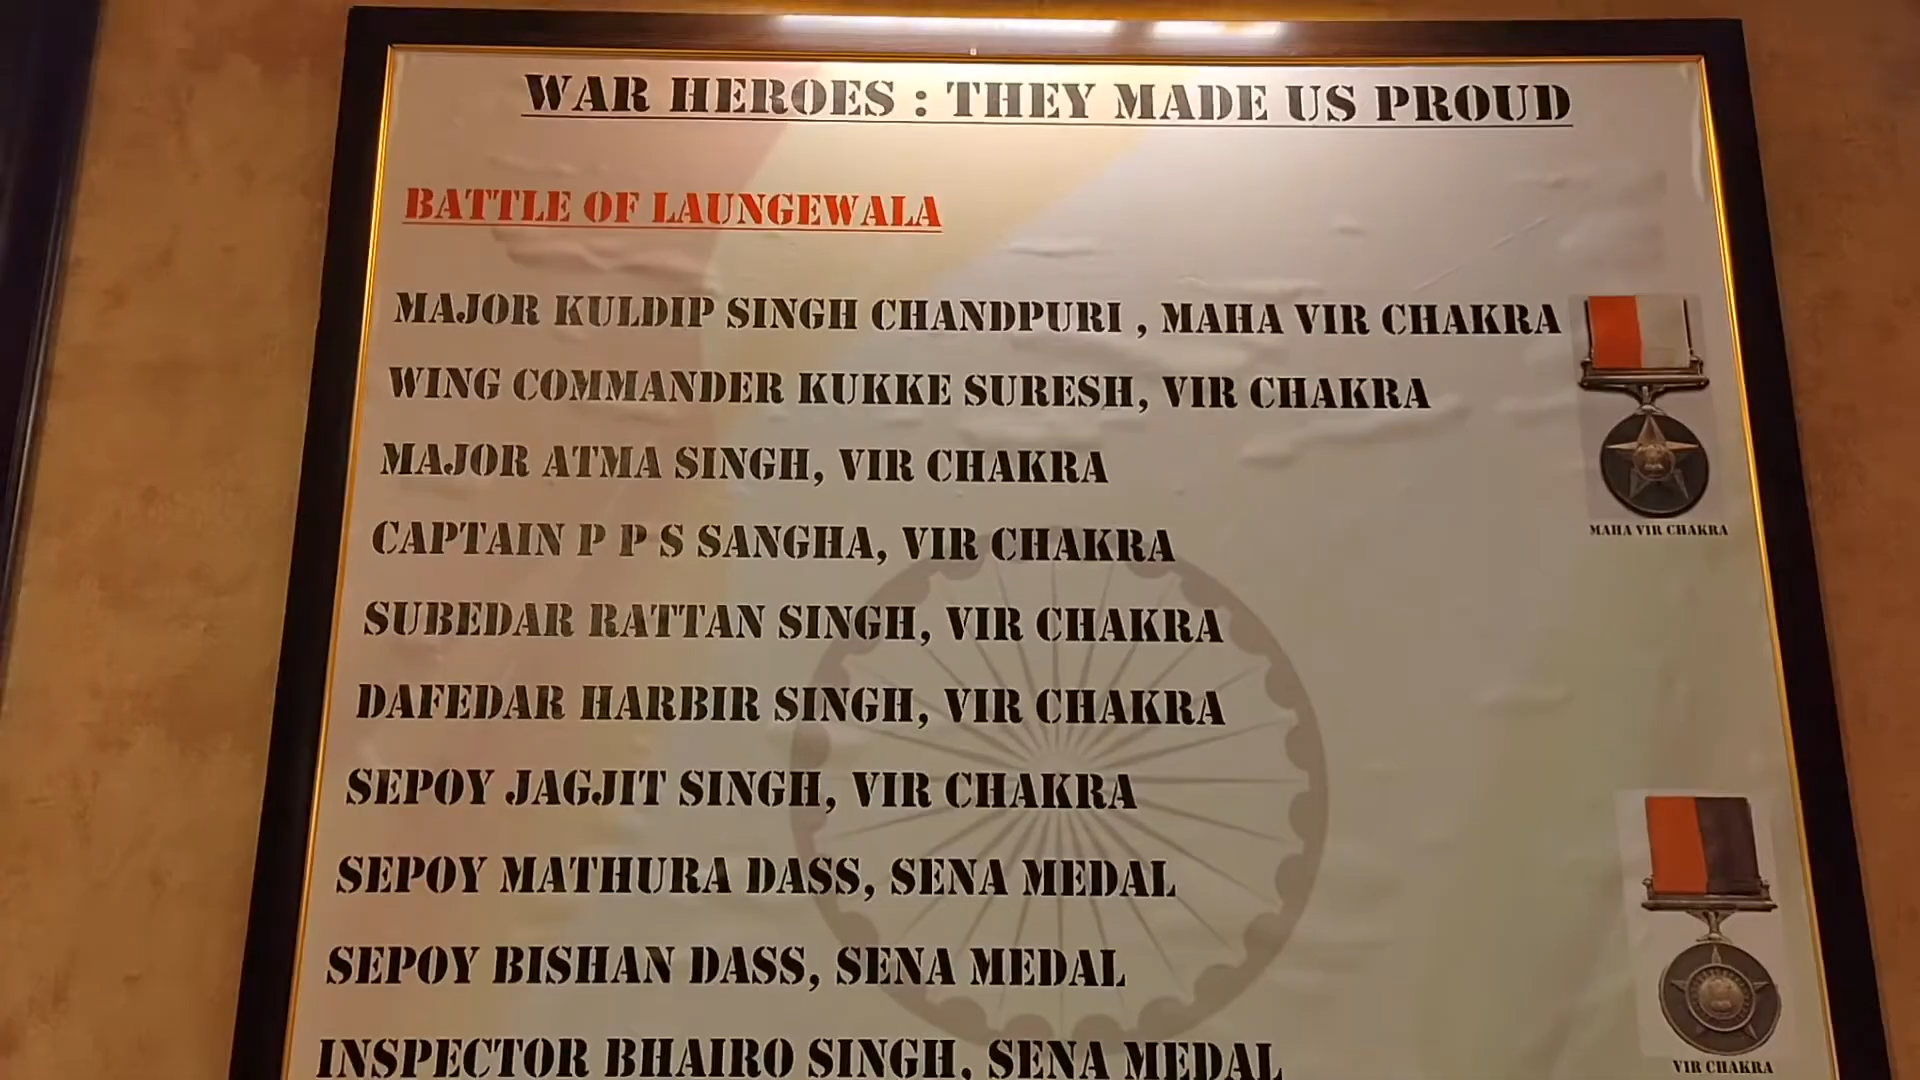 WAR HEROES : THEY MADE US PROUD
BATTLE OF LAUNGEWALA
MAJOR KULDIP SINGH CHANDPURI , MAHA VIR CHAKRA
WING COMMANDER KUKKE SURESH, VIR CHAKRA
MAJOR ATMA SINGH, VIR CHAKRA
CAPTAIN P P S SANGHA, VIR CHAKRA
MAHA VIR CHAKRA
SUBEDAR RATTAN SINGH, VIR CHAKRA
DAFEDAR HARBIR SINGH, VIR CHAKRA
SEPOY JAGJIT SINGH, VIR CHAKRA
SEPOY MATHURA DASS, SENA MEDAL
SEPOY BISHAN DASS, SENA MEDAL
INSPECTOR BHAIRO SINGH, SENA MEDAL
VIR CHAKRA